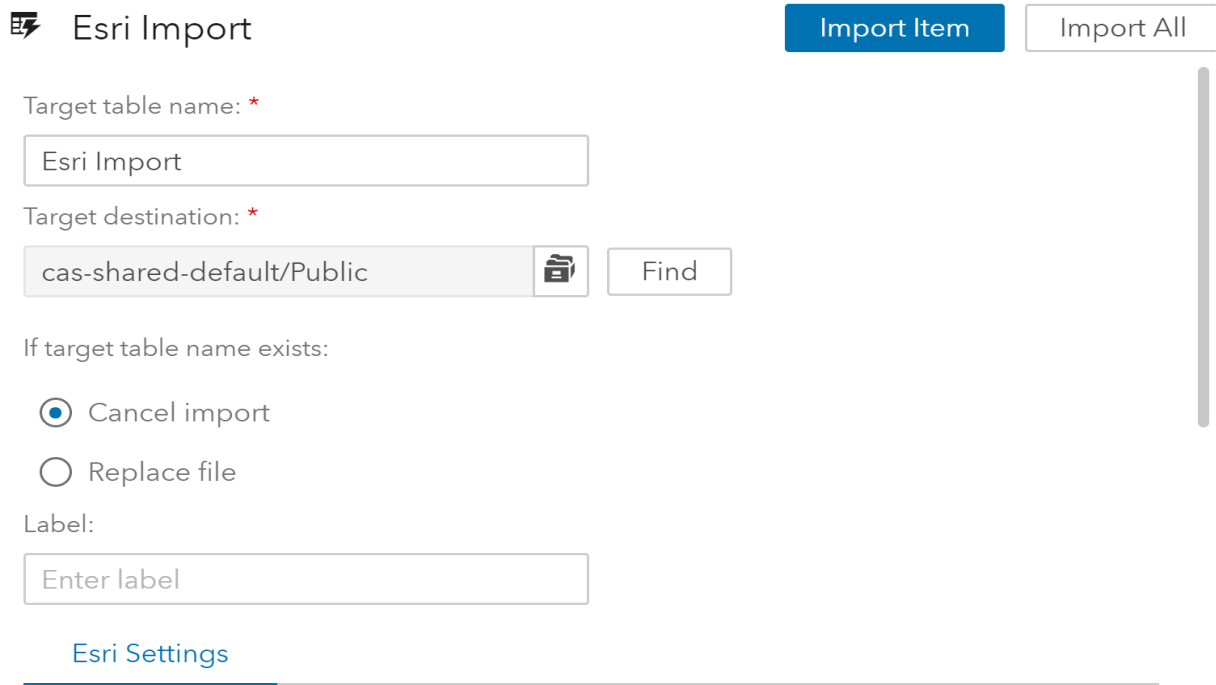 Esri Import
Import Item
Import All
Target table name: *
Esri Import
Target destination: *
cas-shared-default/Public
Find
If target table name exists:
Cancel import
Replace file
Label:
Enter label
Esri Settings